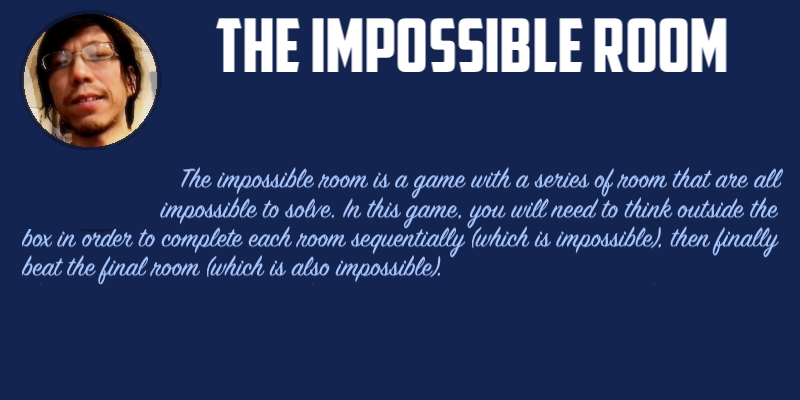 THE IMPOSSIBLE ROOM
The impossible room is a game with a series of room that are all
impossible to solve. In this game, you will need to think outside the
box in order to complete each room sequentially (which is impossible), then finally
beat the final room (which is also impossible).